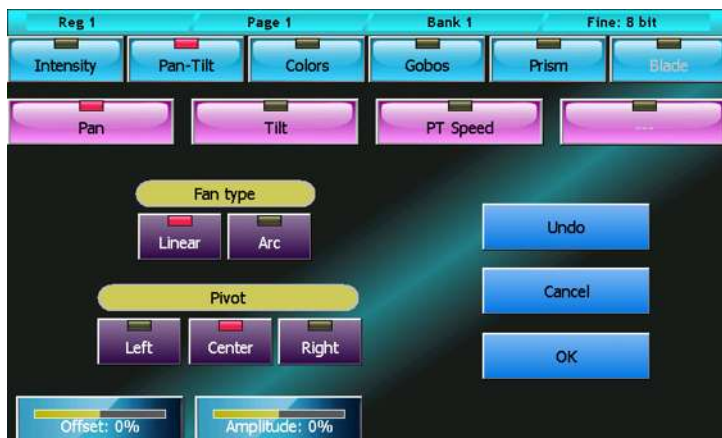 Reg 1 Page 1 Bank 1 Fine: 8 bit
Intensity Pan-Tilt Colors Gobos Prism Blade
Pan Tilt PT Speed ---
Fan type
Linear Arc
Undo
Pivot
Cancel
Left Center Right
OK
Offset: 0% Amplitude: 0%